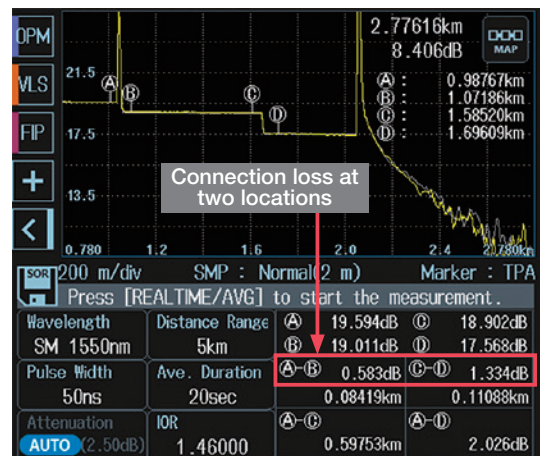 OPM
2.77616km
8.406dB
MAP
VLS
21.5
Ⓐ
Ⓑ
Ⓒ
Ⓓ
Ⓐ : 0.98767km
Ⓑ : 1.07186km
Ⓒ : 1.58520km
Ⓓ : 1.69609km
FIP
17.5
+
Connection loss at
two locations
13.5
<
0.780 1.2 1.6 2.0 2.4 2.780km
SOR 200 m/div SMP : Normal(2 m) Marker : TPA
Press [REALTIME/AVG] to start the measurement.
Wavelength Distance Range Ⓐ 19.594dB Ⓒ 18.902dB
SM 1550nm 5km Ⓑ 19.011dB Ⓓ 17.568dB
Pulse Width Ave. Duration Ⓐ-Ⓑ 0.583dB Ⓒ-Ⓓ 1.334dB
50ns 20sec 0.08419km 0.11088km
Attenuation IOR Ⓐ-Ⓒ Ⓐ-Ⓓ
AUTO (2.50dB) 1.46000 0.59753km 2.026dB